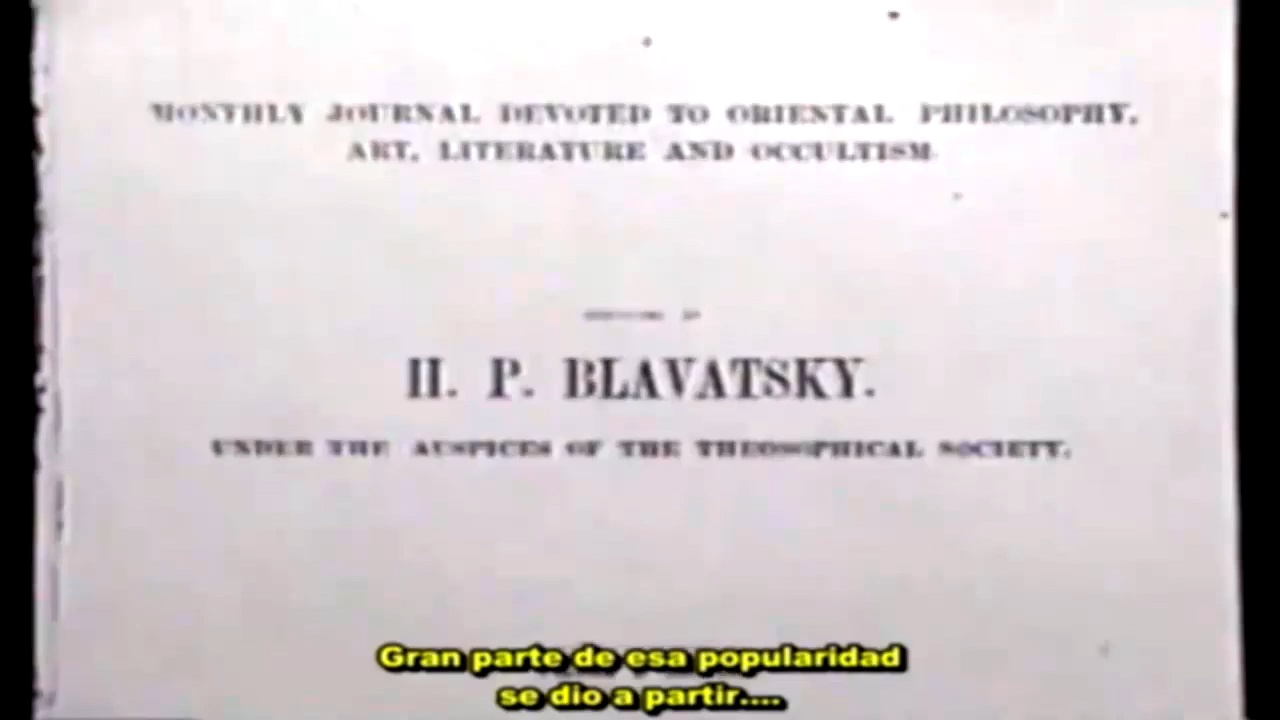 MONTHLY JOURNAL DEVOTED TO ORIENTAL PHILOSOPHY,
ART, LITERATURE AND OCCULTISM
H. P. BLAVATSKY.
UNDER THE AUSPICES OF THE THEOSOPHICAL SOCIETY.
Gran parte de esa popularidad
se dio a partir....